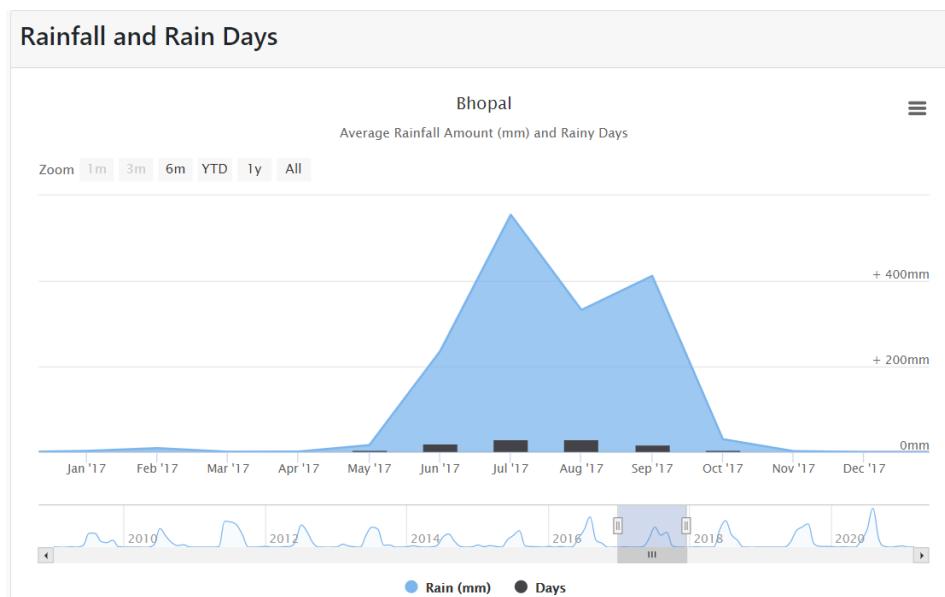 Rainfall and Rain Days
Bhopal
Average Rainfall Amount (mm) and Rainy Days
Zoom 1m 3m 6m YTD 1y All
+ 400mm
+ 200mm
0mm
Jan '17 Feb '17 Mar '17 Apr '17 May '17 Jun '17 Jul '17 Aug '17 Sep '17 Oct '17 Nov '17 Dec '17
2010 2012 2014 2016 2018 2020
Rain (mm) Days